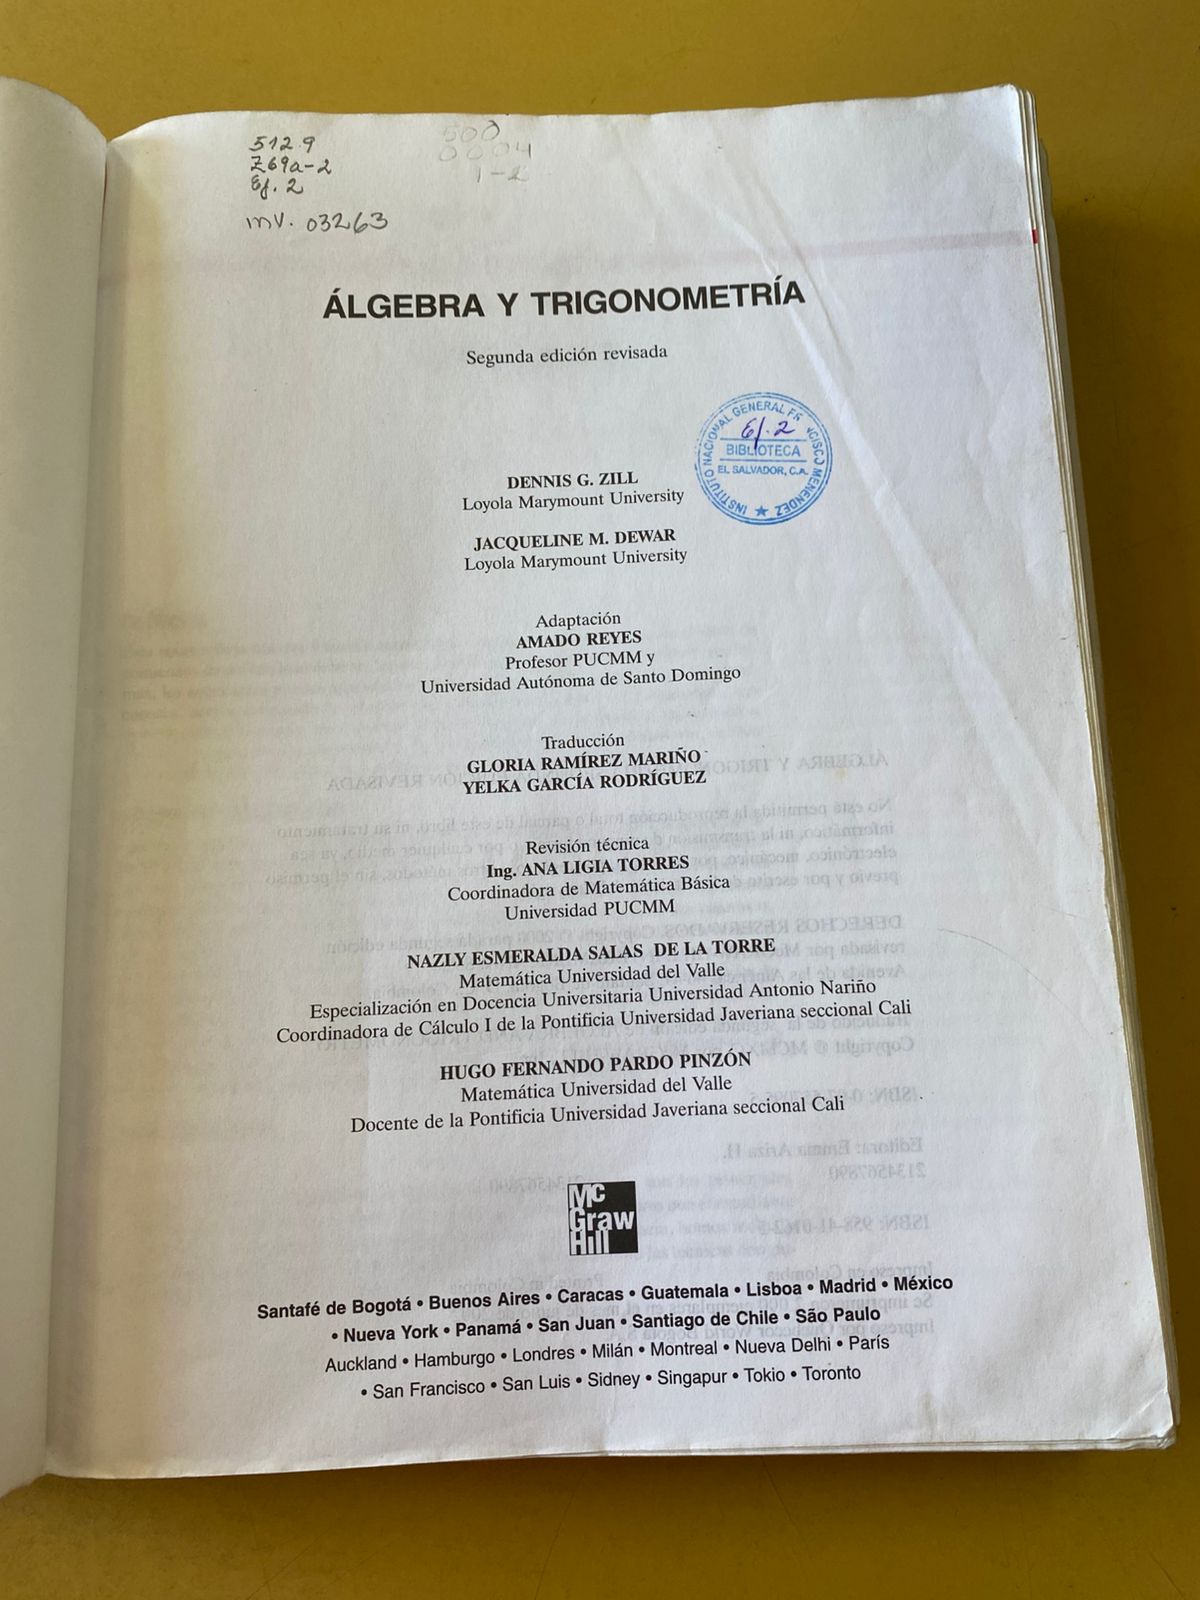 512.9
Z69a-2
Ej. 2
inv. 03263
500
0004
1-2
ÁLGEBRA Y TRIGONOMETRÍA
Segunda edición revisada
INSTITUTO NACIONAL GENERAL FR NCISCO MENENDEZ
Ej. 2
BIBLIOTECA
EL SALVADOR, C.A.
DENNIS G. ZILL
Loyola Marymount University
JACQUELINE M. DEWAR
Loyola Marymount University
Adaptación
AMADO REYES
Profesor PUCMM y
Universidad Autónoma de Santo Domingo
Traducción
GLORIA RAMÍREZ MARIÑO
YELKA GARCÍA RODRÍGUEZ
Revisión técnica
Ing. ANA LIGIA TORRES
Coordinadora de Matemática Básica
Universidad PUCMM
NAZLY ESMERALDA SALAS DE LA TORRE
Matemática Universidad del Valle
Especialización en Docencia Universitaria Universidad Antonio Nariño
Coordinadora de Cálculo I de la Pontificia Universidad Javeriana seccional Cali
HUGO FERNANDO PARDO PINZÓN
Matemática Universidad del Valle
Docente de la Pontificia Universidad Javeriana seccional Cali
Mc
Graw
Hill
Santafé de Bogotá • Buenos Aires • Caracas • Guatemala • Lisboa • Madrid • México
• Nueva York • Panamá • San Juan • Santiago de Chile • São Paulo
Auckland • Hamburgo • Londres • Milán • Montreal • Nueva Delhi • París
• San Francisco • San Luis • Sidney • Singapur • Tokio • Toronto